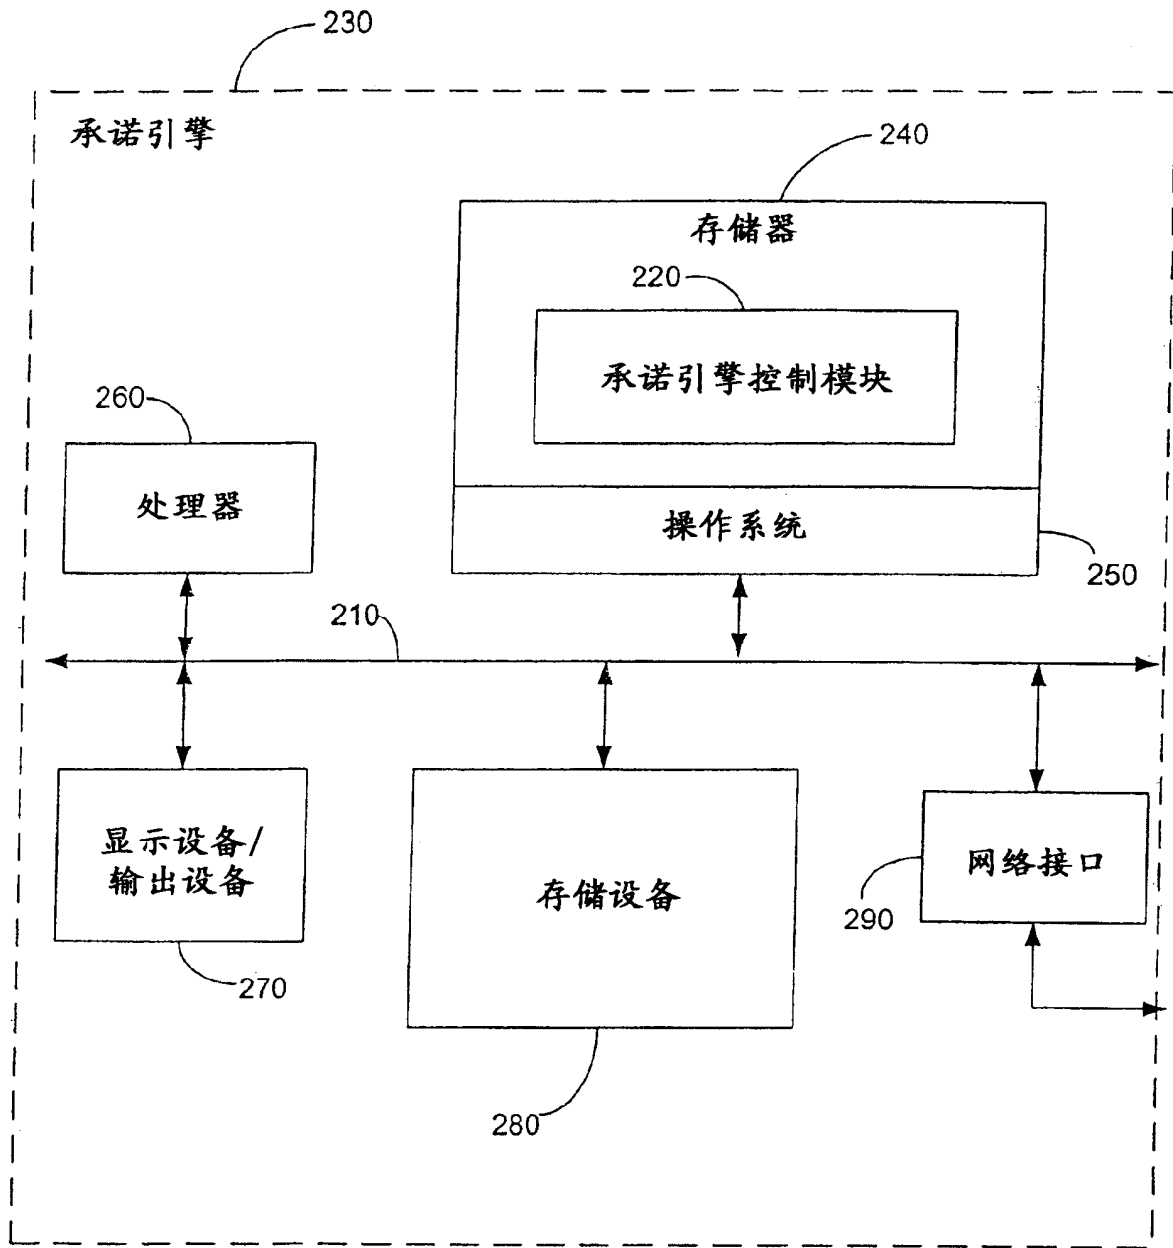 230
承诺引擎
240
存储器
220
承诺引擎控制模块
260
处理器
操作系统
250
210
显示设备/
输出设备
存储设备
网络接口
290
270
280